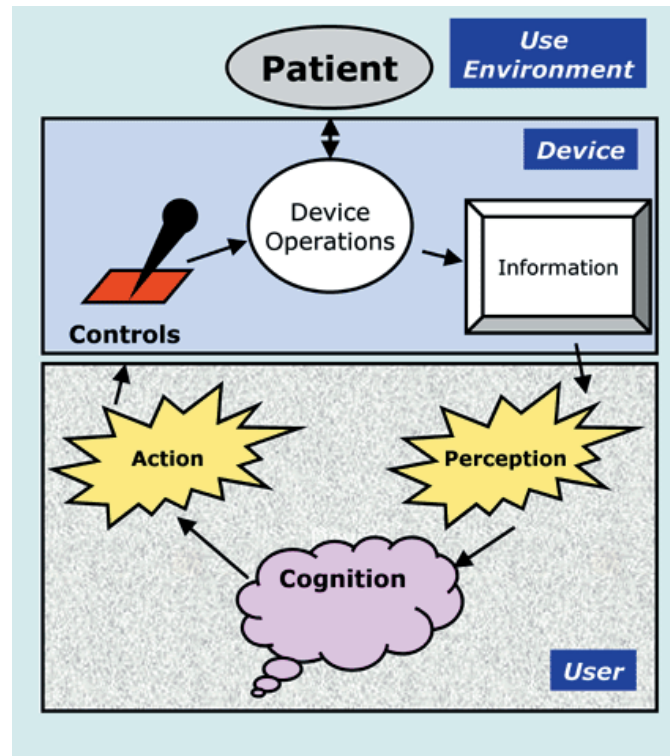 Patient
Use
Environment
Device
Device
Operations
Information
Controls
Action
Perception
Cognition
User